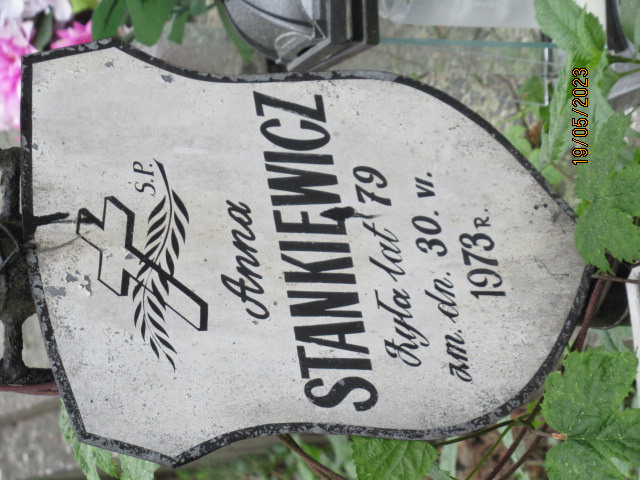 Ś.P.
Anna
STANKIEWICZ
Żyła lat 79
zm. dn. 30. VI.
1973 R.
19/05/2023